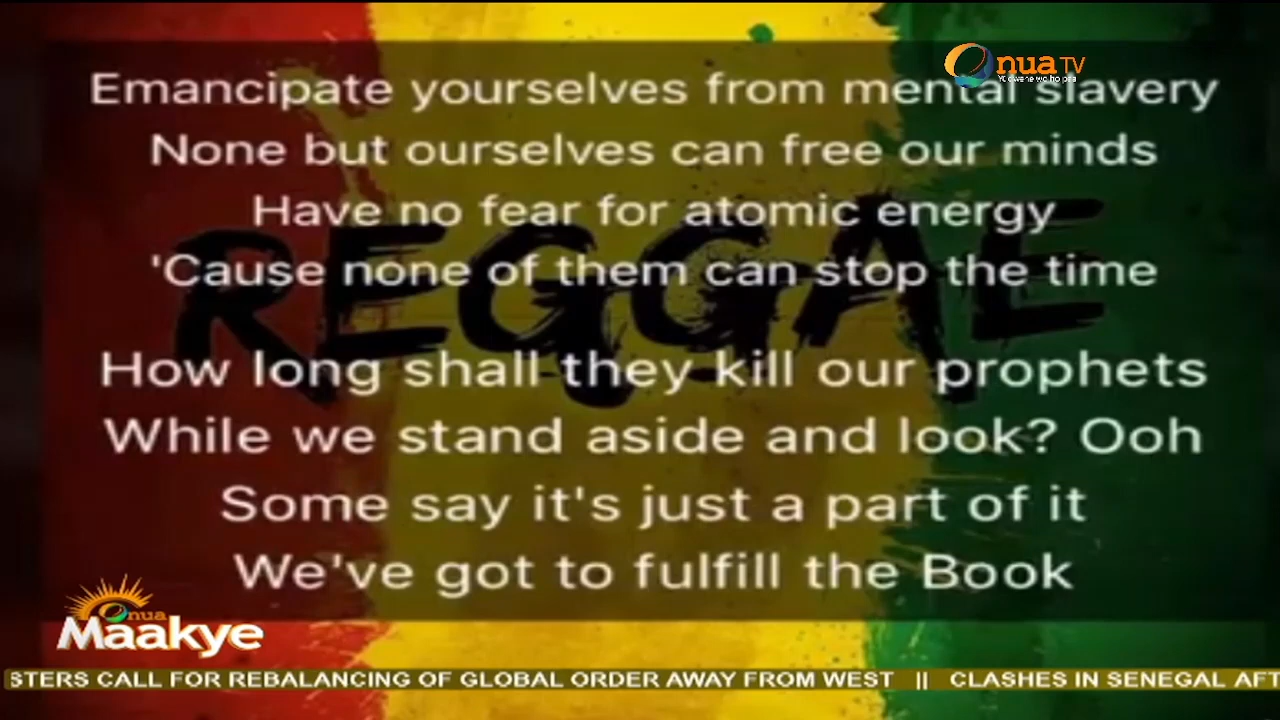 Onua TV
Emancipate yourselves from mental slavery
None but ourselves can free our minds
Have no fear for atomic energy
'Cause none of them can stop the time
REGGAE
How long shall they kill our prophets
While we stand aside and look? Ooh
Some say it's just a part of it
We've got to fulfill the Book
Onua
Maakye
STERS CALL FOR REBALANCING OF GLOBAL ORDER AWAY FROM WEST || CLASHES IN SENEGAL AFT